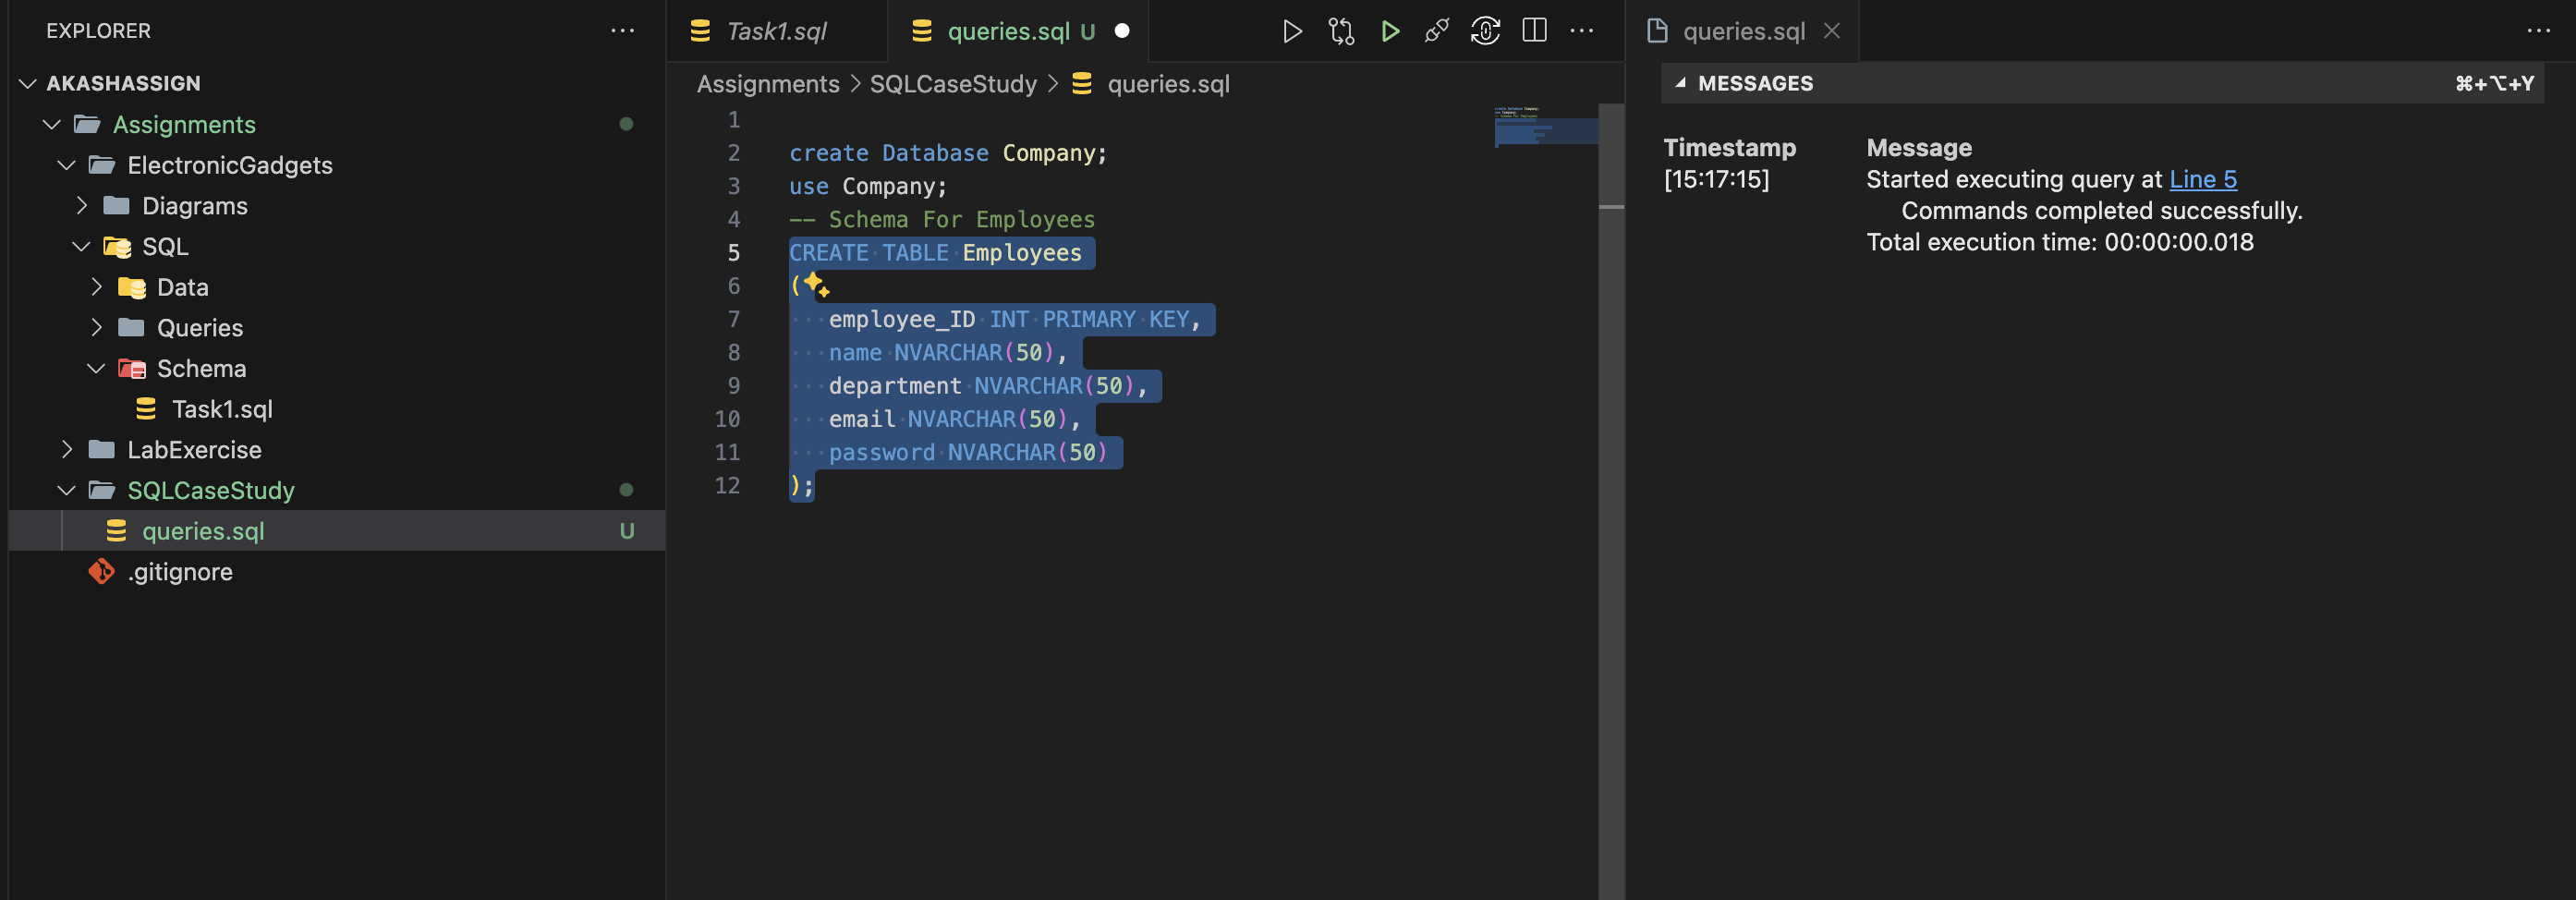 EXPLORER
AKASHASSIGN
Assignments
ElectronicGadgets
Diagrams
SQL
Data
Queries
Schema
Task1.sql
LabExercise
SQLCaseStudy
queries.sql U
.gitignore
Task1.sql
queries.sql U
Assignments > SQLCaseStudy > queries.sql
1
2 create Database Company;
3 use Company;
4 -- Schema For Employees
5 CREATE TABLE Employees
6 (
7 employee_ID INT PRIMARY KEY,
8 name NVARCHAR(50),
9 department NVARCHAR(50),
10 email NVARCHAR(50),
11 password NVARCHAR(50)
12 );
queries.sql
MESSAGES ⌘+⌥+Y
Timestamp Message
[15:17:15] Started executing query at Line 5
Commands completed successfully.
Total execution time: 00:00:00.018